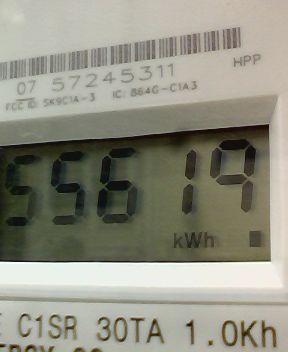 HPP
07 57245311
FCC ID: SK9C1A-3 IC: 864G-C1A3
55619
kWh
C1SR 30TA 1.0Kh